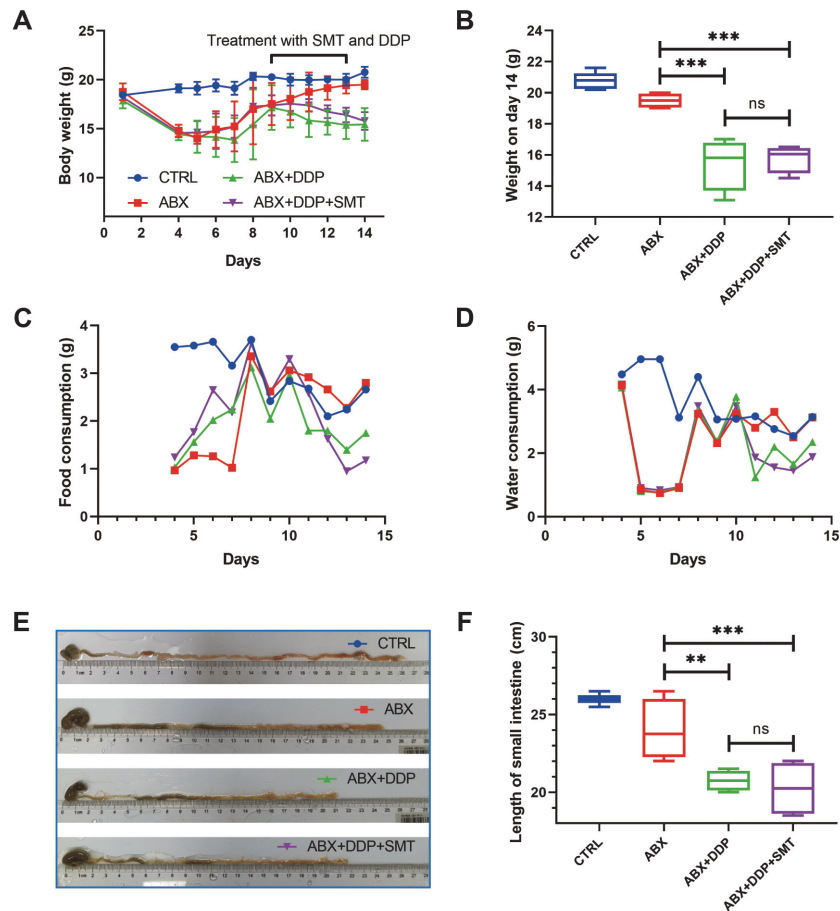 A
Treatment with SMT and DDP
Body weight (g)
25
20
15
10
0 2 4 6 8 10 12 14
Days
CTRL
ABX
ABX+DDP
ABX+DDP+SMT
B
Weight on day 14 (g)
22
20
18
16
14
12
***
***
ns
CTRL
ABX
ABX+DDP
ABX+DDP+SMT
C
Food consumption (g)
4
3
2
1
0
0 5 10 15
Days
D
Water consumption (g)
6
4
2
0
0 5 10 15
Days
E
CTRL
ABX
ABX+DDP
ABX+DDP+SMT
F
Length of small intestine (cm)
30
25
20
***
**
ns
CTRL
ABX
ABX+DDP
ABX+DDP+SMT